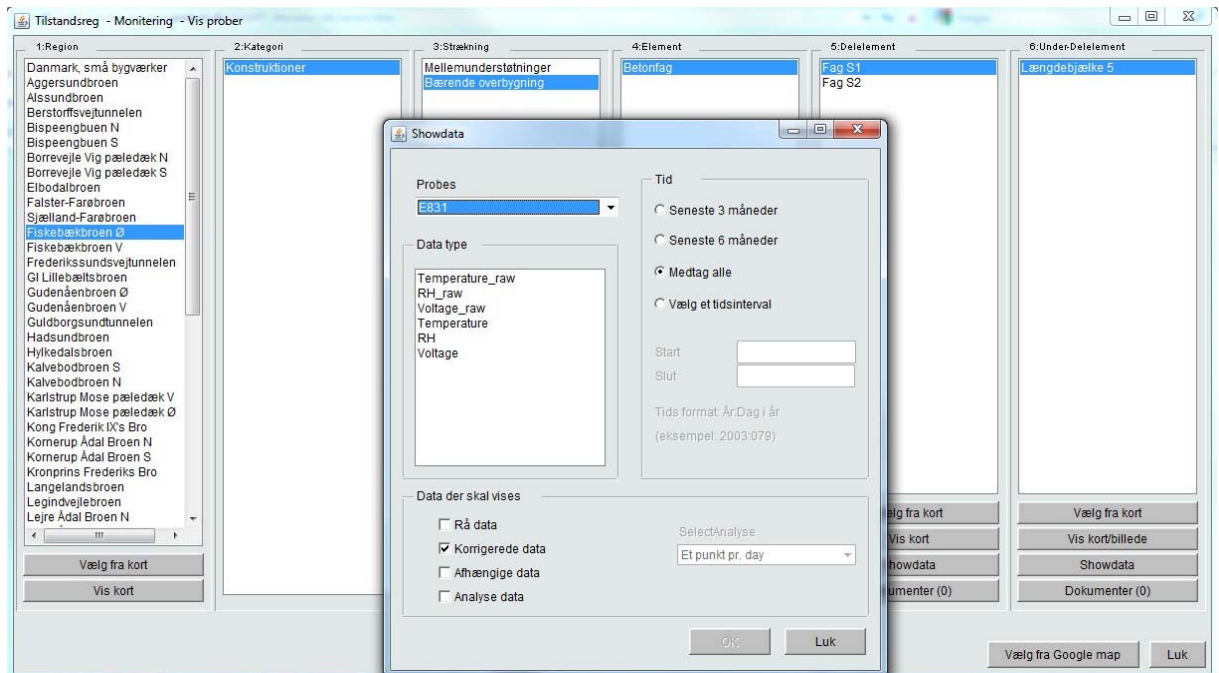 Tilstandsreg - Monitering - Vis prober
1:Region
Danmark, små bygværker
Aggersundbroen
Alssundbroen
Berstorffsvejtunnelen
Bispeengbuen N
Bispeengbuen S
Borrevejle Vig pæledæk N
Borrevejle Vig pæledæk S
Elbodalbroen
Falster-Farøbroen
Sjælland-Farøbroen
Fiskebækbroen Ø
Fiskebækbroen V
Frederikssundsvejtunnelen
Gl Lillebæltsbroen
Gudenåenbroen Ø
Gudenåenbroen V
Guldborgsundtunnelen
Hadsundbroen
Hylkedalsbroen
Kalvebodbroen S
Kalvebodbroen N
Karlstrup Mose pæledæk V
Karlstrup Mose pæledæk Ø
Kong Frederik IX's Bro
Kornerup Ådal Broen N
Kornerup Ådal Broen S
Kronprins Frederiks Bro
Langelandsbroen
Legindvejlebroen
Lejre Ådal Broen N
Vælg fra kort
Vis kort
2:Kategori
Konstruktioner
3:Strækning
Mellemunderstøtninger
Bærende overbygning
4:Element
Betonfag
5:Delelement
Fag S1
Fag S2
6:Under-Delelement
Længdebjælke 5
Showdata
Probes
E831
Data type
Temperature_raw
RH_raw
Voltage_raw
Temperature
RH
Voltage
Tid
Seneste 3 måneder
Seneste 6 måneder
Medtag alle
Vælg et tidsinterval
Start
Slut
Tids format: År:Dag i år
(eksempel: 2003:079)
Data der skal vises
Rå data
Korrigerede data
Afhængige data
Analyse data
SelectAnalyse
Et punkt pr. day
OK
Luk
elg fra kort
Vis kort
howdata
umenter (0)
Vælg fra kort
Vis kort/billede
Showdata
Dokumenter (0)
Vælg fra Google map
Luk